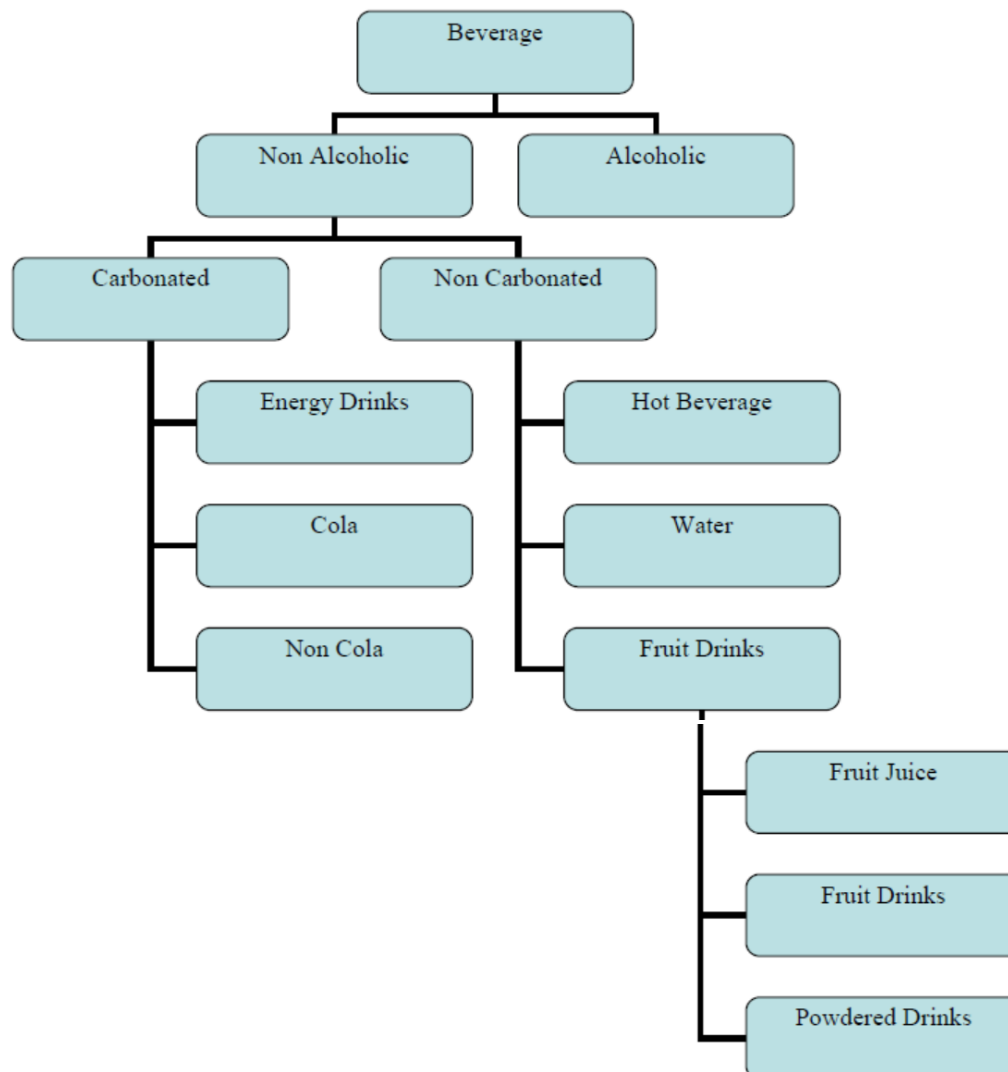 Beverage
Non Alcoholic
Alcoholic
Carbonated
Non Carbonated
Energy Drinks
Hot Beverage
Cola
Water
Non Cola
Fruit Drinks
Fruit Juice
Fruit Drinks
Powdered Drinks